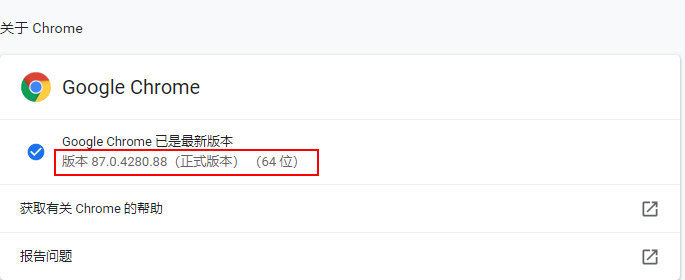 关于 Chrome
Google Chrome
Google Chrome 已是最新版本
版本 87.0.4280.88（正式版本） （64 位）
获取有关 Chrome 的帮助
报告问题